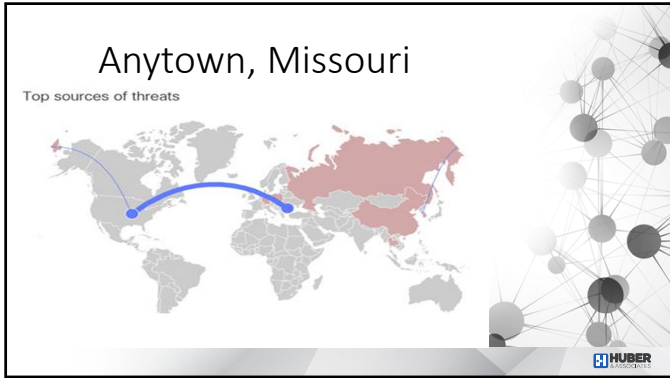 Anytown, Missouri
Top sources of threats
HUBER
& ASSOCIATES